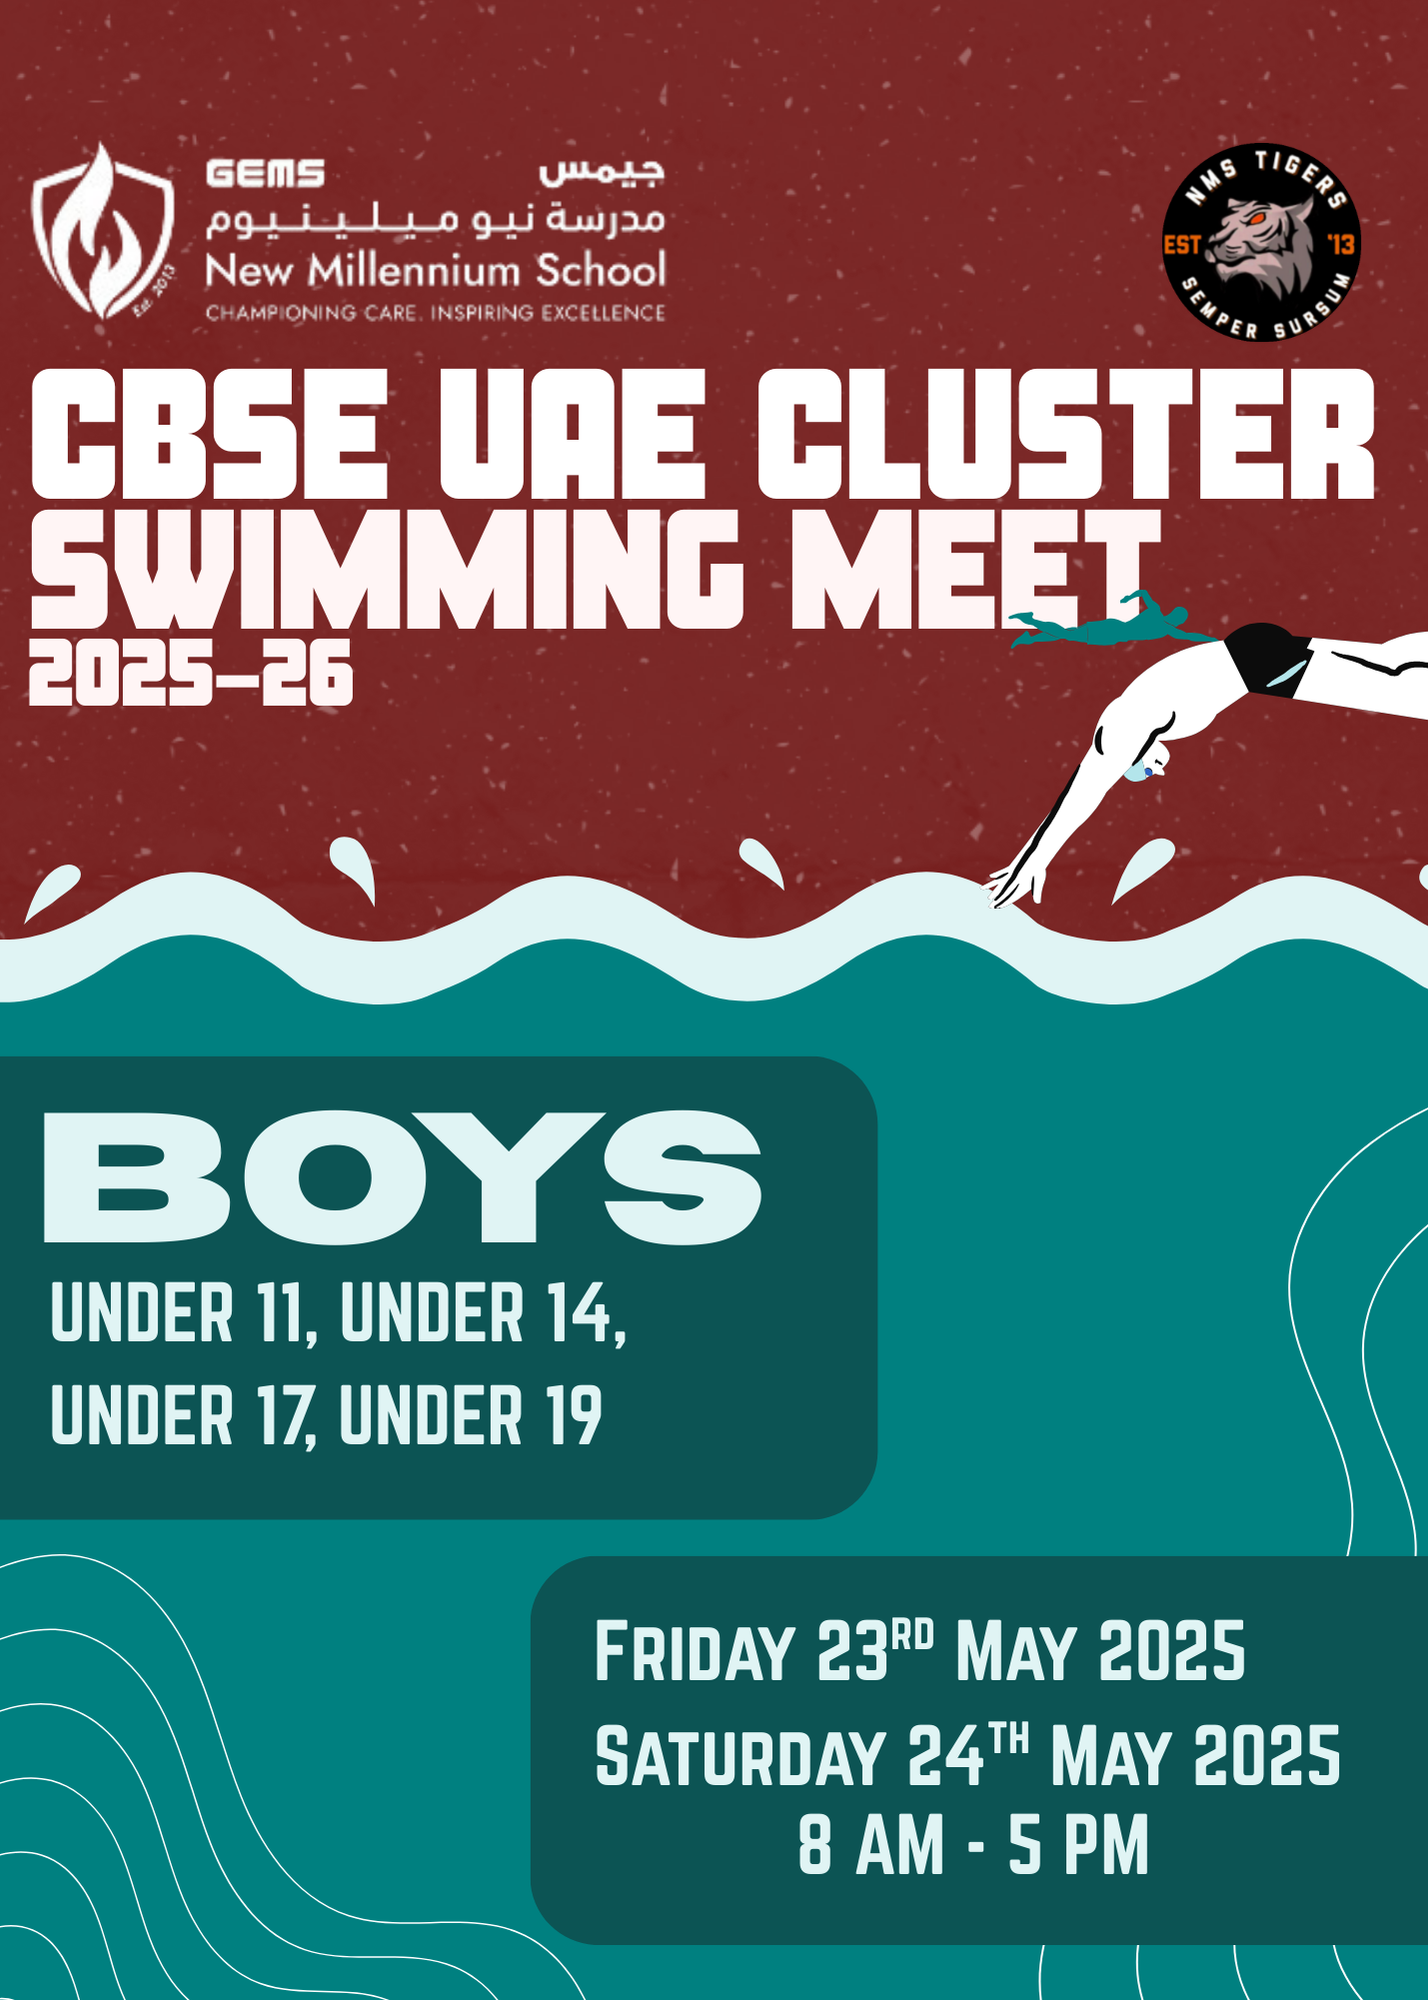 GEMS جيمس
مدرسة نيو ميلينيوم
New Millennium School
CHAMPIONING CARE. INSPIRING EXCELLENCE
Est. 2013
NMS TIGERS
EST '13
SEMPER SURSUM
CBSE UAE CLUSTER
SWIMMING MEET
2025-26
BOYS
UNDER 11, UNDER 14,
UNDER 17, UNDER 19
FRIDAY 23RD MAY 2025
SATURDAY 24TH MAY 2025
8 AM - 5 PM